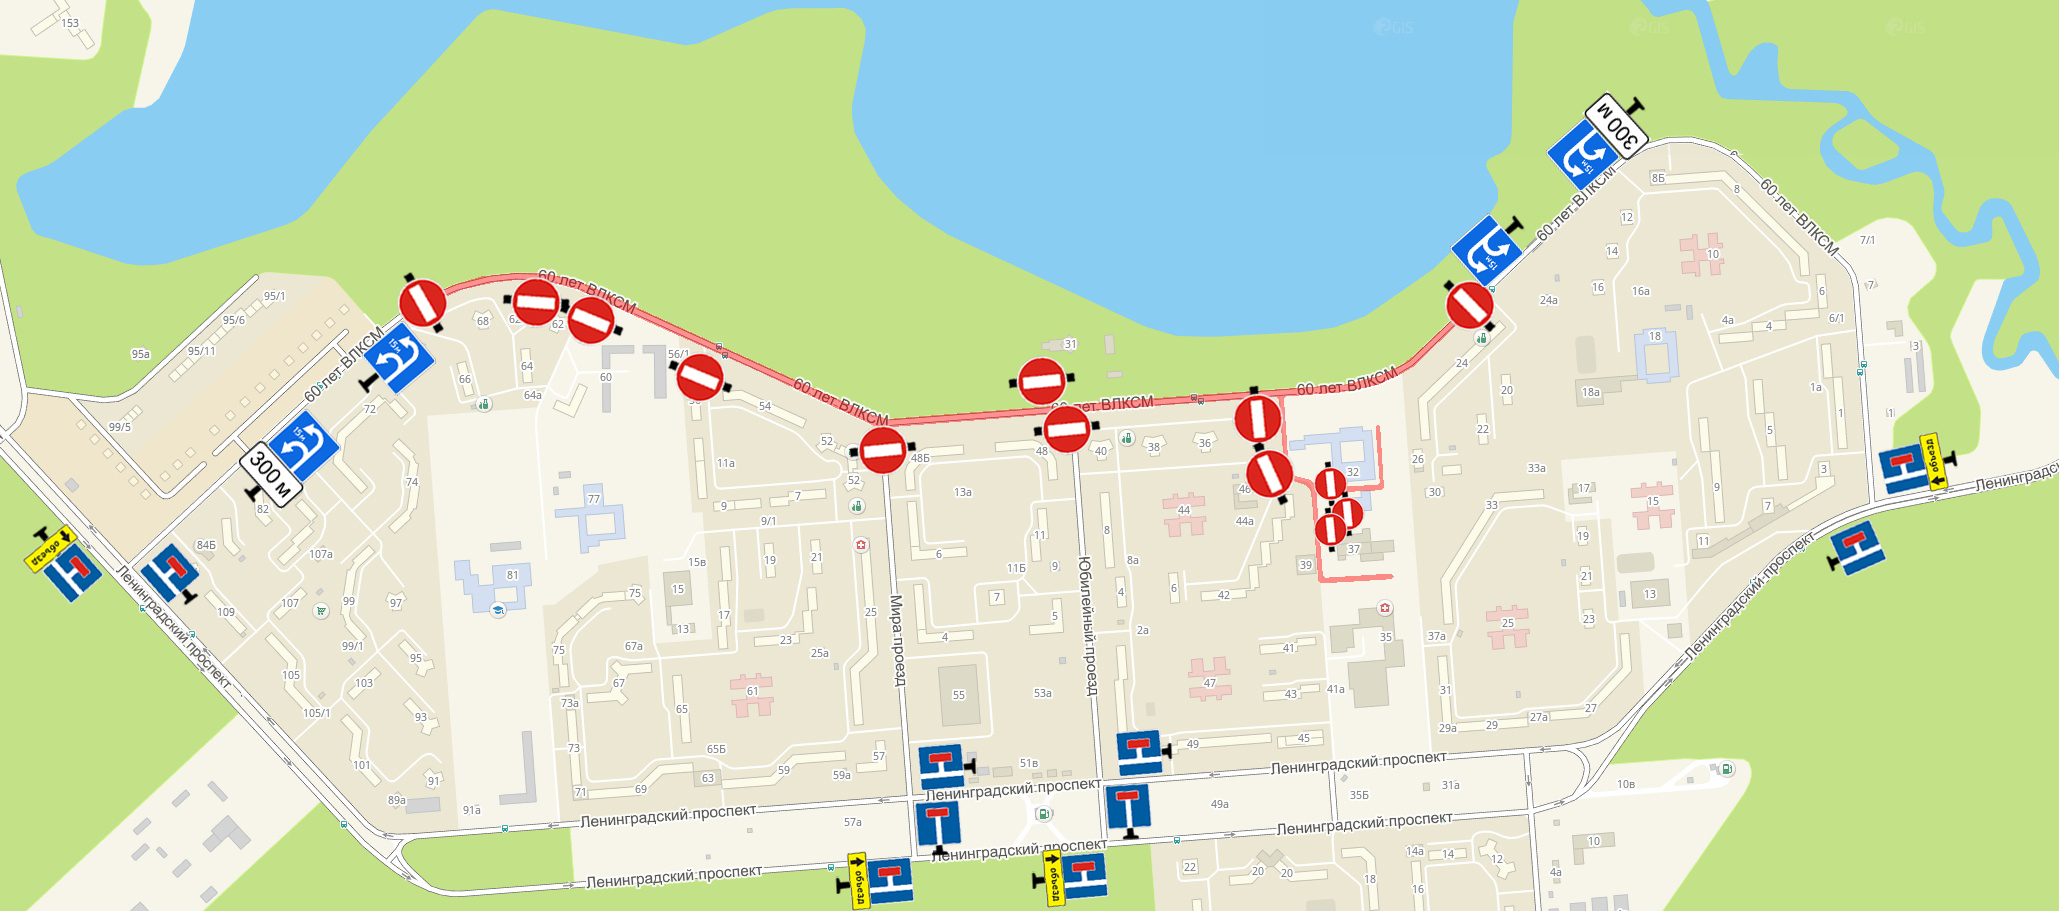 153
GIS
GIS
GIS
300 м
8Б
8
60 лет ВЛКСМ
12
60 лет ВЛКСМ
15м
14
10
7/1
15м
60 лет ВЛКСМ
95/1
16
16а
6
7
24а
95/6
68
62
4а
4
6/1
95а
95/11
56/1
31
18
3
60 лет ВЛКСМ
15м
66
64
60
24
60 лет ВЛКСМ
60 лет ВЛКСМ
60 лет ВЛКСМ
20
18а
1а
1
72
64а
54
99/5
15м
52
48Б
48
40
38
36
22
5
300 м
74
11а
52
32
26
33а
3
объезд
77
7
13а
46
30
17
15
9
Ленинградский
82
9
9/1
8
44
44а
33
7
84Б
107а
6
11
37
19
11
объезд
19
21
15в
11Б
9
8а
39
81
15
7
4
6
42
21
13
Ленинградский проспект
109
107
99
97
75
17
25
5
23
25
13
4
2а
Мира проезд
Юбилейный проезд
99/1
95
75
67а
23
25а
41
35
37а
Ленинградский проспект
105
103
67
61
55
53а
47
43
41а
31
105/1
93
73а
65
29а
29
27а
27
101
91
73
65Б
57
51в
49
45
89а
91а
71
69
63
59
59а
Ленинградский проспект
Ленинградский проспект
35Б
31а
10в
Ленинградский проспект
57а
49а
Ленинградский проспект
Ленинградский проспект
Ленинградский проспект
объезд
объезд
22
20
20
18
14а
14
12
10
16
4а